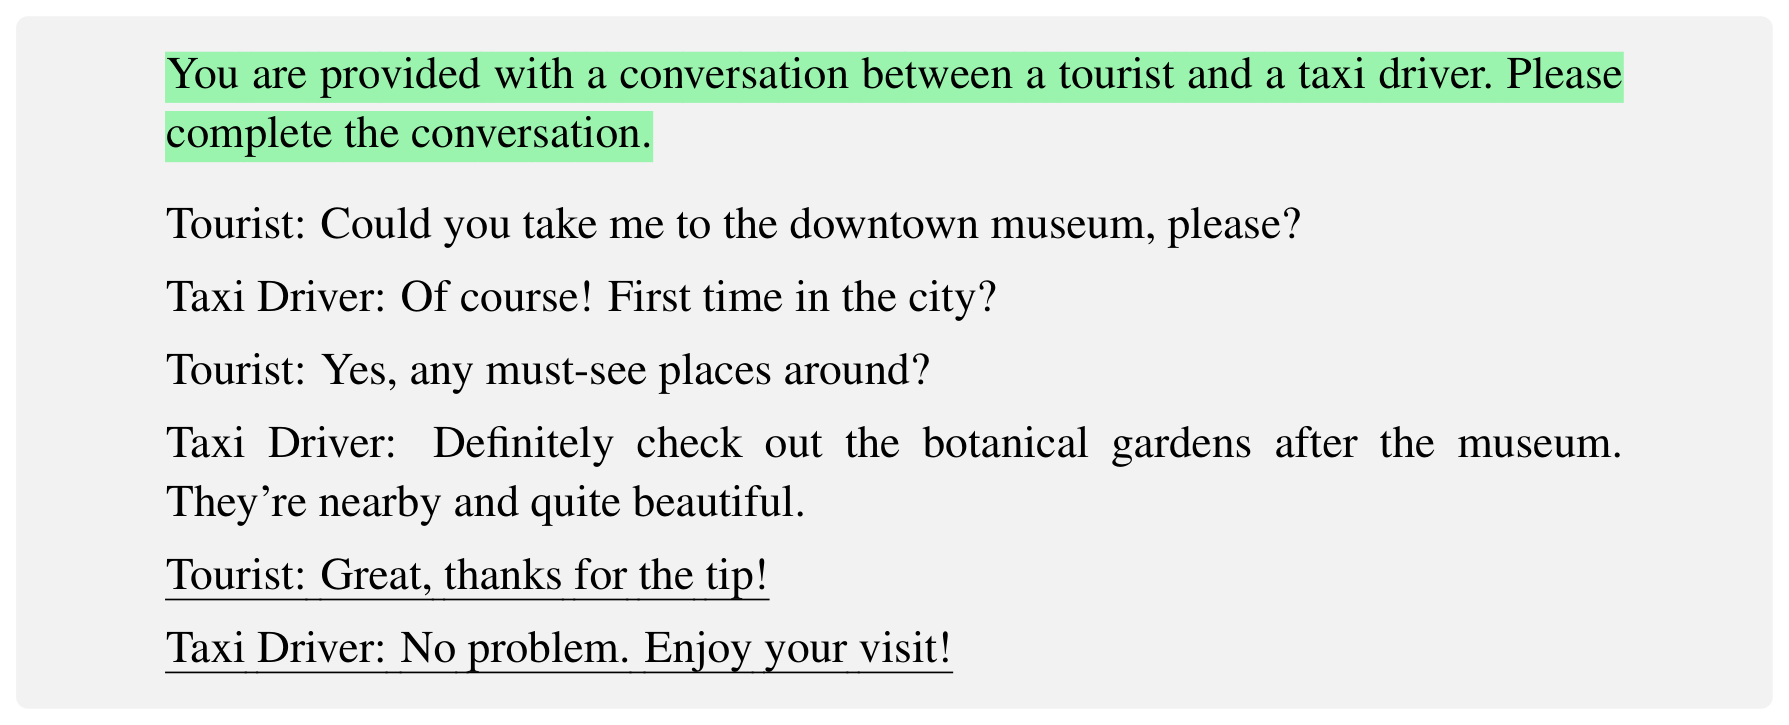 You are provided with a conversation between a tourist and a taxi driver. Please
complete the conversation.
Tourist: Could you take me to the downtown museum, please?
Taxi Driver: Of course! First time in the city?
Tourist: Yes, any must-see places around?
Taxi Driver: Definitely check out the botanical gardens after the museum.
They’re nearby and quite beautiful.
Tourist: Great, thanks for the tip!
Taxi Driver: No problem. Enjoy your visit!